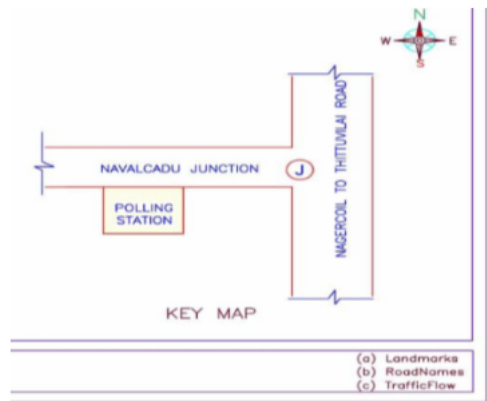 N
W E
S
NAGERCOIL TO THITTUVILAI ROAD
NAVALCADU JUNCTION
J
POLLING
STATION
KEY MAP
(a) Landmarks
(b) RoadNames
(c) TrafficFlow